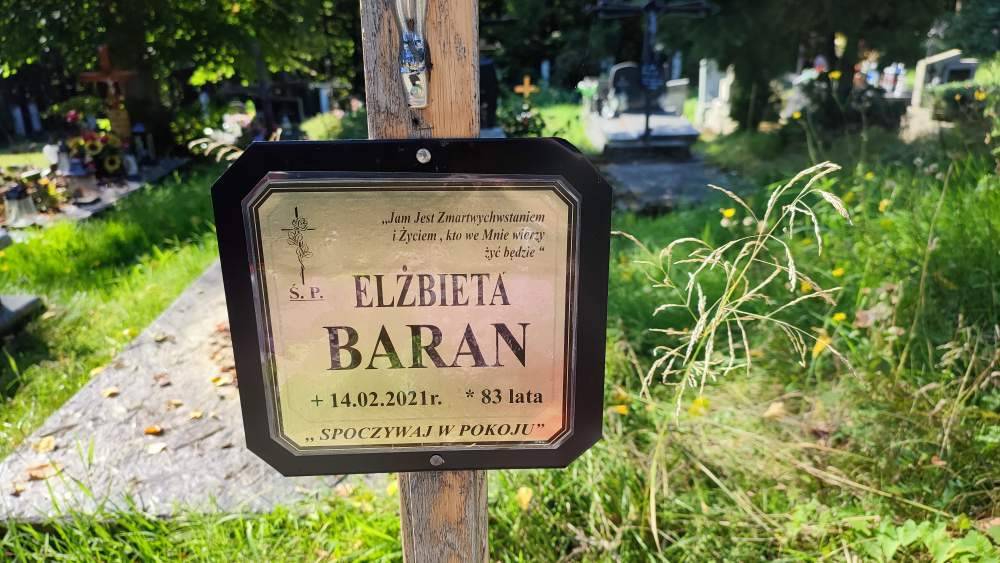 „Jam Jest Zmartwychwstaniem
i Życiem , kto we Mnie wierzy
żyć będzie “
Ś. P. ELŻBIETA
BARAN
+ 14.02.2021r. * 83 lata
„ SPOCZYWAJ W POKOJU”